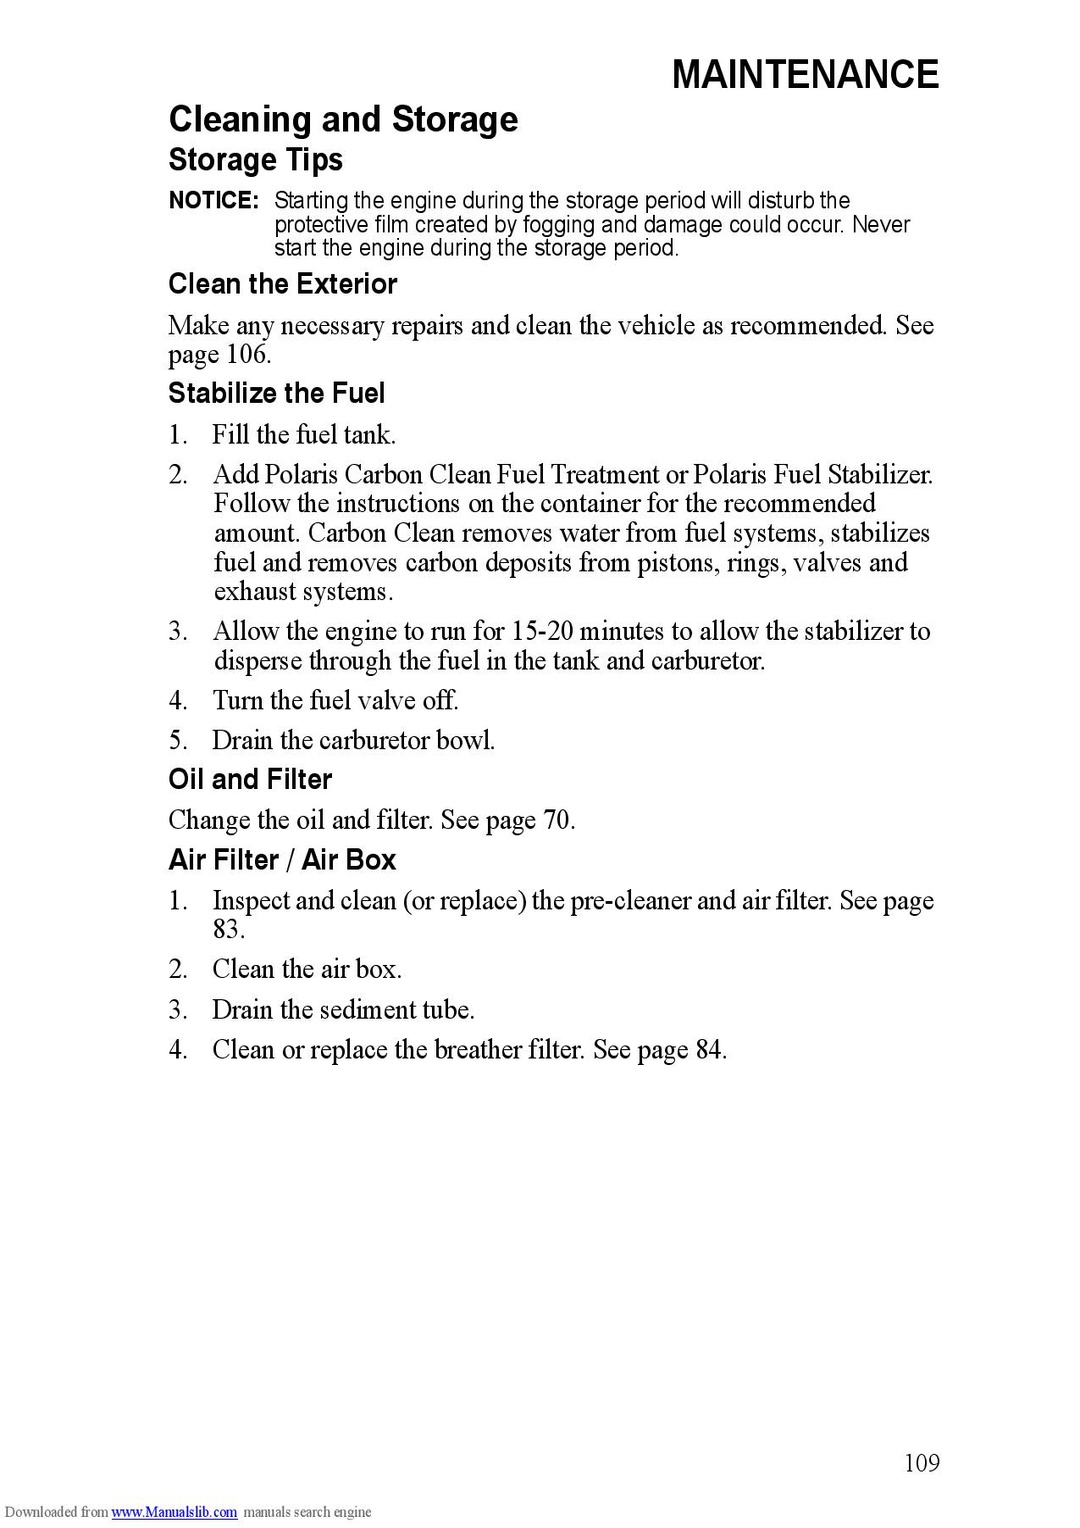 MAINTENANCE
Cleaning and Storage
Storage Tips
NOTICE: Starting the engine during the storage period will disturb the
protective film created by fogging and damage could occur. Never
start the engine during the storage period.
Clean the Exterior
Make any necessary repairs and clean the vehicle as recommended. See
page 106.
Stabilize the Fuel
1. Fill the fuel tank.
2. Add Polaris Carbon Clean Fuel Treatment or Polaris Fuel Stabilizer.
Follow the instructions on the container for the recommended
amount. Carbon Clean removes water from fuel systems, stabilizes
fuel and removes carbon deposits from pistons, rings, valves and
exhaust systems.
3. Allow the engine to run for 15-20 minutes to allow the stabilizer to
disperse through the fuel in the tank and carburetor.
4. Turn the fuel valve off.
5. Drain the carburetor bowl.
Oil and Filter
Change the oil and filter. See page 70.
Air Filter / Air Box
1. Inspect and clean (or replace) the pre-cleaner and air filter. See page
83.
2. Clean the air box.
3. Drain the sediment tube.
4. Clean or replace the breather filter. See page 84.
109
Downloaded from www.Manualslib.com manuals search engine